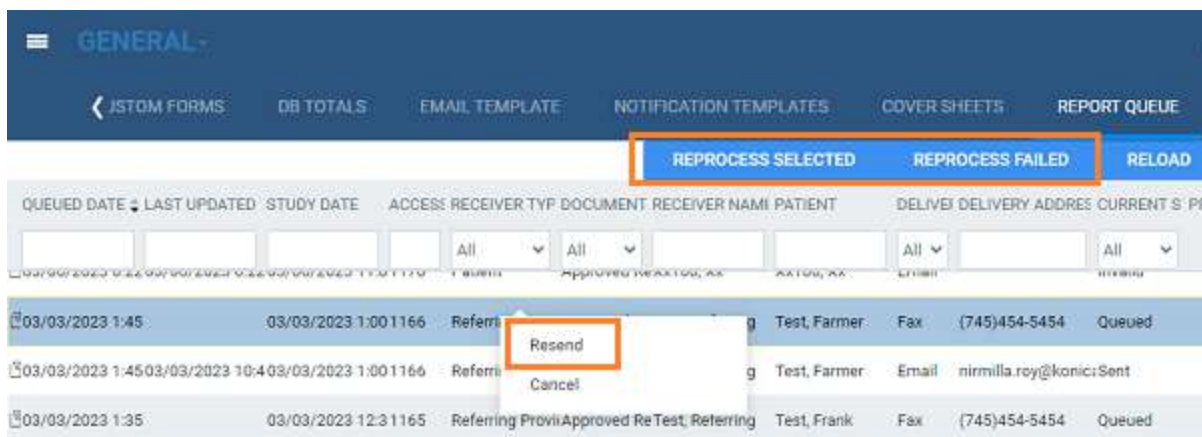 GENERAL
JSTOM FORMS DB TOTALS EMAIL TEMPLATE NOTIFICATION TEMPLATES COVER SHEETS REPORT QUEUE
REPROCESS SELECTED REPROCESS FAILED RELOAD
QUEUED DATE LAST UPDATED STUDY DATE ACCESS RECEIVER TYP DOCUMENT RECEIVER NAMI PATIENT DELIVEI DELIVERY ADDRES CURRENT S
All All All All
03/03/2023 1:45 03/03/2023 1:00 1166 Referri g Test, Farmer Fax (745)454-5454 Queued
Resend
03/03/2023 1:45 03/03/2023 10:4 03/03/2023 1:00 1166 Referri g Test, Farmer Email nirmilla.roy@konic Sent
Cancel
03/03/2023 1:35 03/03/2023 12:3 1165 Referring Provi Approved Re Test, Referring Test, Frank Fax (745)454-5454 Queued